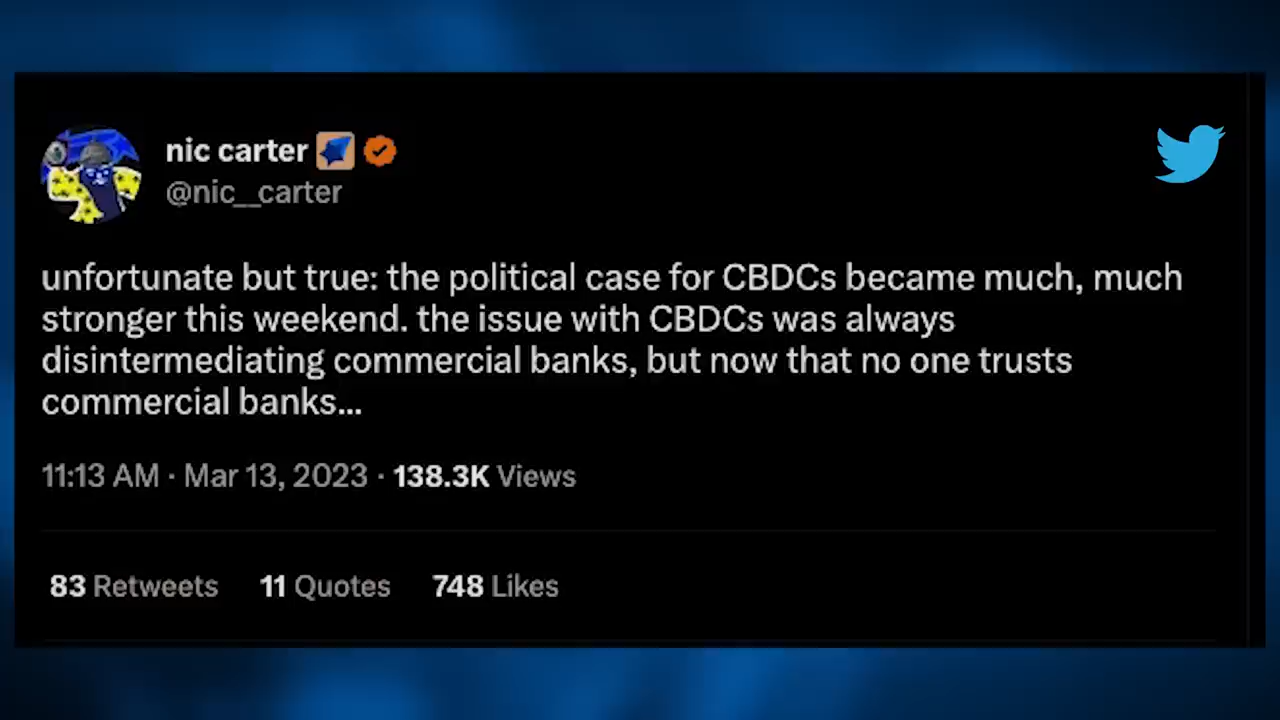 nic carter
@nic__carter
unfortunate but true: the political case for CBDCs became much, much
stronger this weekend. the issue with CBDCs was always
disintermediating commercial banks, but now that no one trusts
commercial banks...
11:13 AM · Mar 13, 2023 · 138.3K Views
83 Retweets 11 Quotes 748 Likes